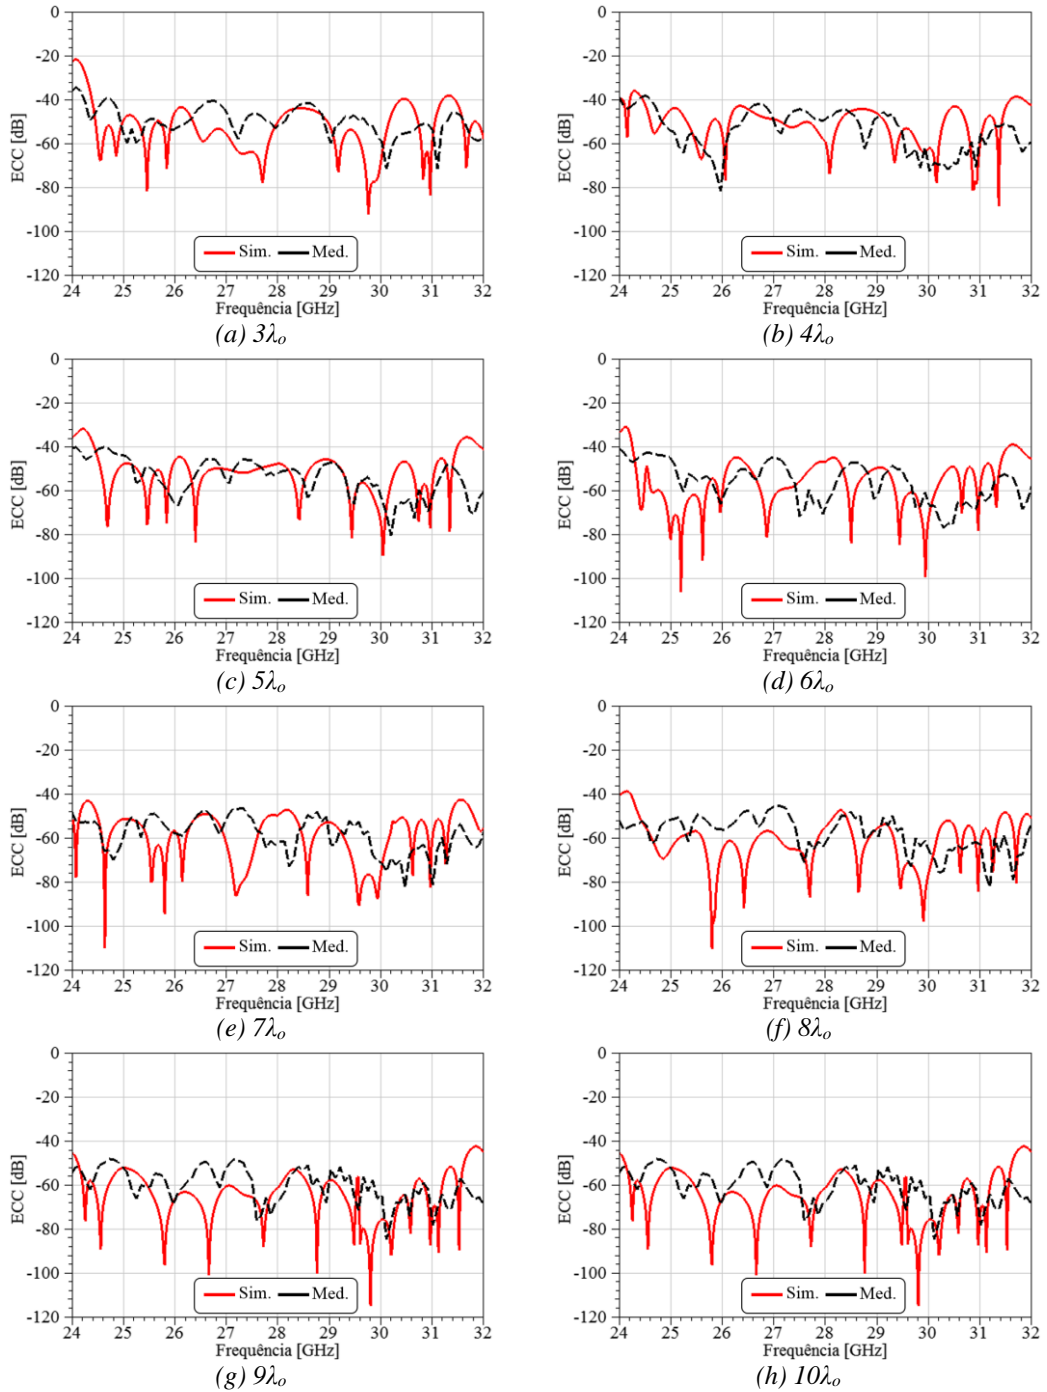 0
-20
-40
-60
-80
-100
-120
ECC [dB]
Sim. Med.
24 25 26 27 28 29 30 31 32
Frequência [GHz]
(a) 3λo
0
-20
-40
-60
-80
-100
-120
ECC [dB]
Sim. Med.
24 25 26 27 28 29 30 31 32
Frequência [GHz]
(b) 4λo
0
-20
-40
-60
-80
-100
-120
ECC [dB]
Sim. Med.
24 25 26 27 28 29 30 31 32
Frequência [GHz]
(c) 5λo
0
-20
-40
-60
-80
-100
-120
ECC [dB]
Sim. Med.
24 25 26 27 28 29 30 31 32
Frequência [GHz]
(d) 6λo
0
-20
-40
-60
-80
-100
-120
ECC [dB]
Sim. Med.
24 25 26 27 28 29 30 31 32
Frequência [GHz]
(e) 7λo
0
-20
-40
-60
-80
-100
-120
ECC [dB]
Sim. Med.
24 25 26 27 28 29 30 31 32
Frequência [GHz]
(f) 8λo
0
-20
-40
-60
-80
-100
-120
ECC [dB]
Sim. Med.
24 25 26 27 28 29 30 31 32
Frequência [GHz]
(g) 9λo
0
-20
-40
-60
-80
-100
-120
ECC [dB]
Sim. Med.
24 25 26 27 28 29 30 31 32
Frequência [GHz]
(h) 10λo